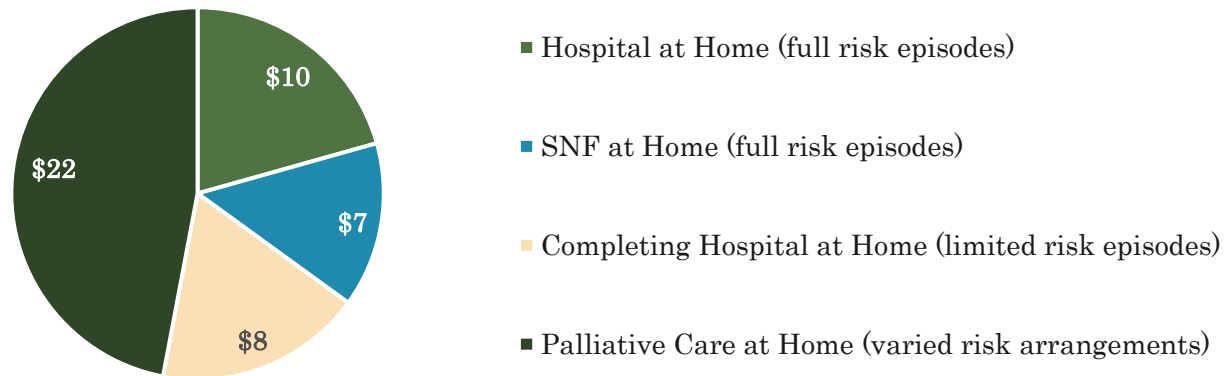 $10
$7
$8
$22
Hospital at Home (full risk episodes)
SNF at Home (full risk episodes)
Completing Hospital at Home (limited risk episodes)
Palliative Care at Home (varied risk arrangements)